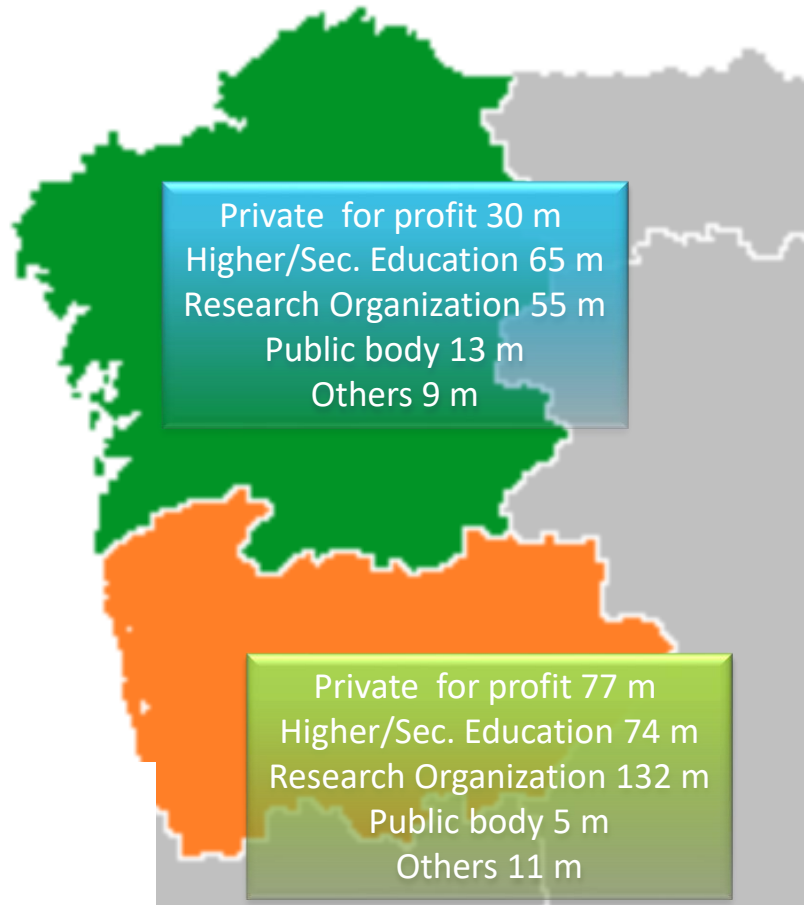 Private for profit 30 m
Higher/Sec. Education 65 m
Research Organization 55 m
Public body 13 m
Others 9 m
Private for profit 77 m
Higher/Sec. Education 74 m
Research Organization 132 m
Public body 5 m
Others 11 m